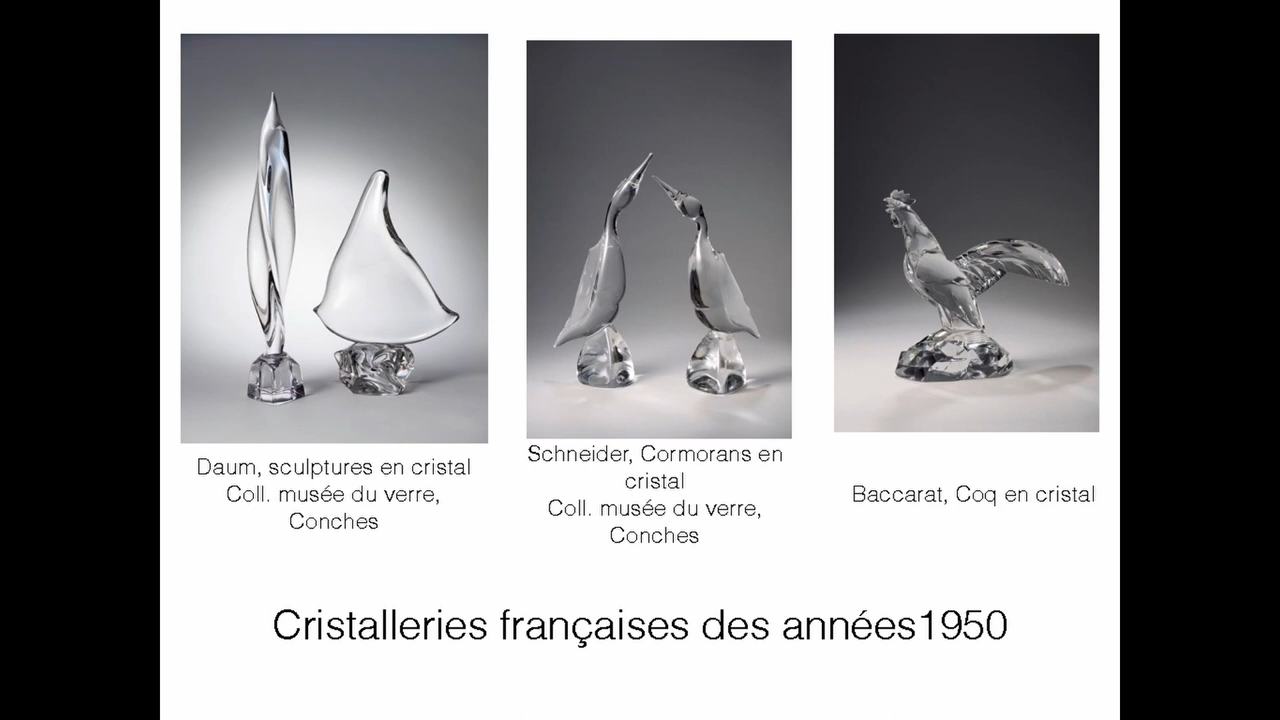 Daum, sculptures en cristal
Coll. musée du verre,
Conches
Schneider, Cormorans en
cristal
Coll. musée du verre,
Conches
Baccarat, Coq en cristal
Cristalleries françaises des années1950